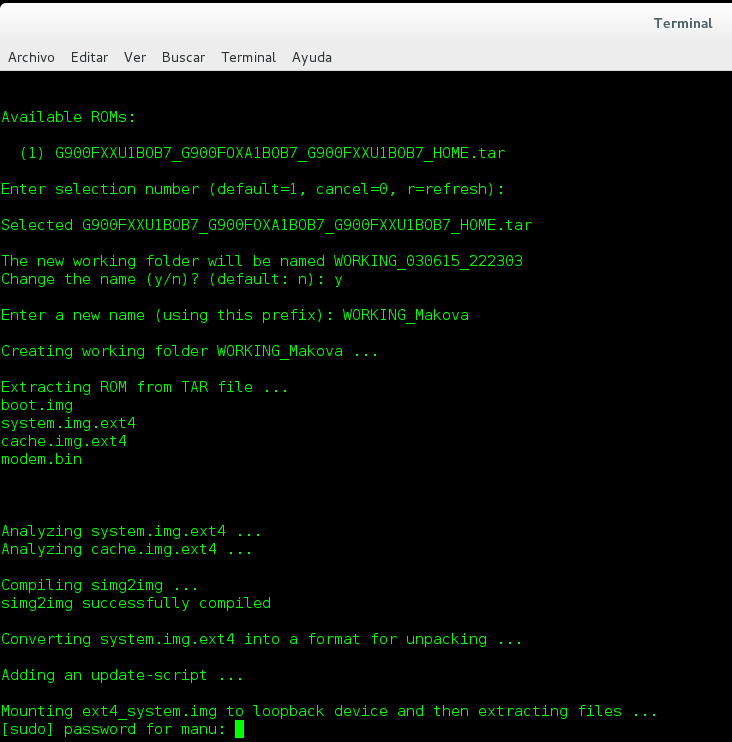 Terminal
Archivo Editar Ver Buscar Terminal Ayuda
Available ROMs:
(1) G900FXXU1BOB7_G900FOXA1BOB7_G900FXXU1BOB7_HOME.tar
Enter selection number (default=1, cancel=0, r=refresh):
Selected G900FXXU1BOB7_G900FOXA1BOB7_G900FXXU1BOB7_HOME.tar
The new working folder will be named WORKING_030615_222303
Change the name (y/n)? (default: n): y
Enter a new name (using this prefix): WORKING_Makova
Creating working folder WORKING_Makova ...
Extracting ROM from TAR file ...
boot.img
system.img.ext4
cache.img.ext4
modem.bin
Analyzing system.img.ext4 ...
Analyzing cache.img.ext4 ...
Compiling simg2img ...
simg2img successfully compiled
Converting system.img.ext4 into a format for unpacking ...
Adding an update-script ...
Mounting ext4_system.img to loopback device and then extracting files ...
[sudo] password for manu: